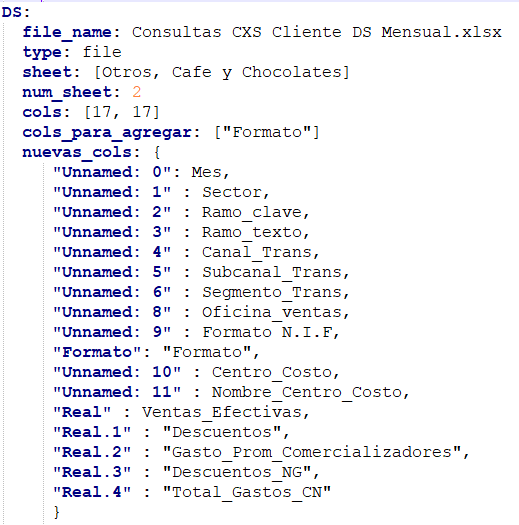 DS:
file_name: Consultas CXS Cliente DS Mensual.xlsx
type: file
sheet: [Otros, Cafe y Chocolates]
num_sheet: 2
cols: [17, 17]
cols_para_agregar: ["Formato"]
nuevas_cols: {
"Unnamed: 0": Mes,
"Unnamed: 1" : Sector,
"Unnamed: 2" : Ramo_clave,
"Unnamed: 3" : Ramo_texto,
"Unnamed: 4" : Canal_Trans,
"Unnamed: 5" : Subcanal_Trans,
"Unnamed: 6" : Segmento_Trans,
"Unnamed: 8" : Oficina_ventas,
"Unnamed: 9" : Formato N.I.F,
"Formato": "Formato",
"Unnamed: 10" : Centro_Costo,
"Unnamed: 11" : Nombre_Centro_Costo,
"Real" : Ventas_Efectivas,
"Real.1" : "Descuentos",
"Real.2" : "Gasto_Prom_Comercializadores",
"Real.3" : "Descuentos_NG",
"Real.4" : "Total_Gastos_CN"
}